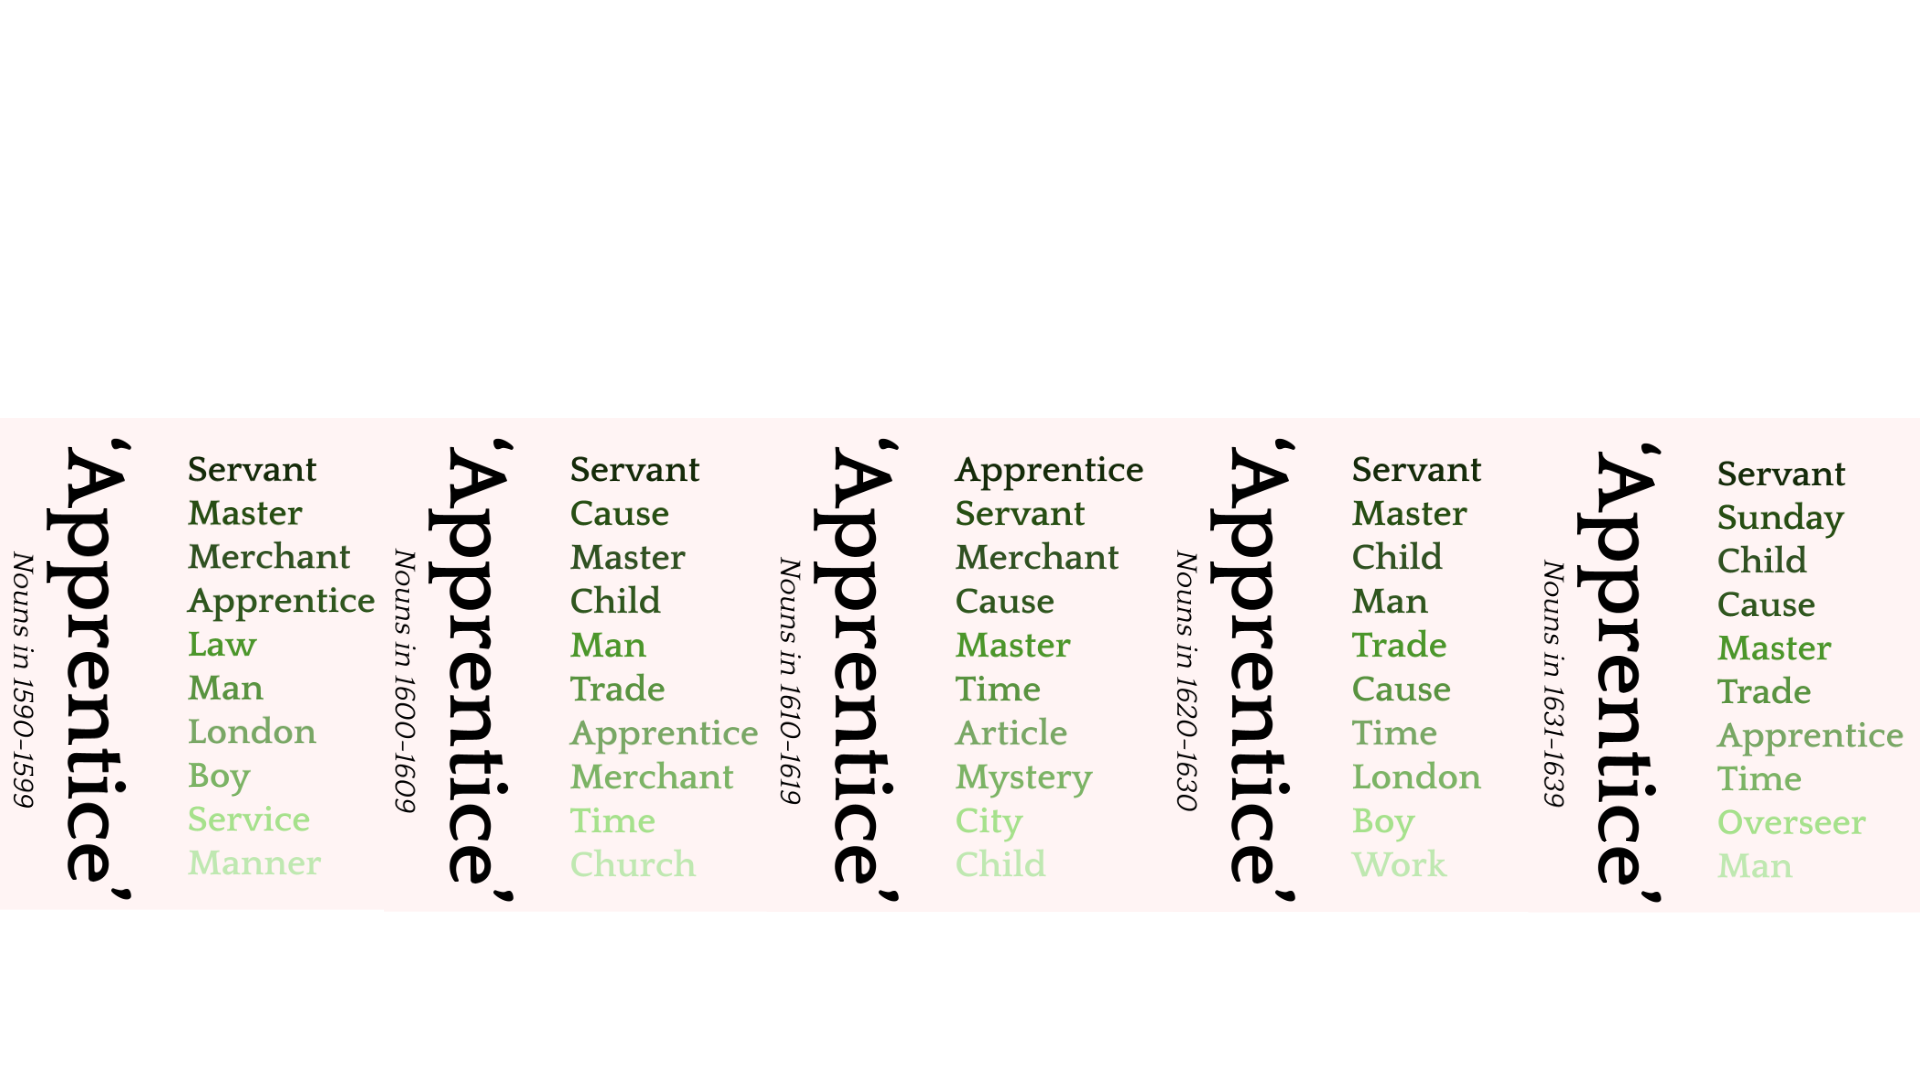 ‘Apprentice’
Nouns in 1590-1599
Servant
Master
Merchant
Apprentice
Law
Man
London
Boy
Service
Manner
‘Apprentice’
Nouns in 1600-1609
Servant
Cause
Master
Child
Man
Trade
Apprentice
Merchant
Time
Church
‘Apprentice’
Nouns in 1610-1619
Apprentice
Servant
Merchant
Cause
Master
Time
Article
Mystery
City
Child
‘Apprentice’
Nouns in 1620-1630
Servant
Master
Child
Man
Trade
Cause
Time
London
Boy
Work
‘Apprentice’
Nouns in 1631-1639
Servant
Sunday
Child
Cause
Master
Trade
Apprentice
Time
Overseer
Man